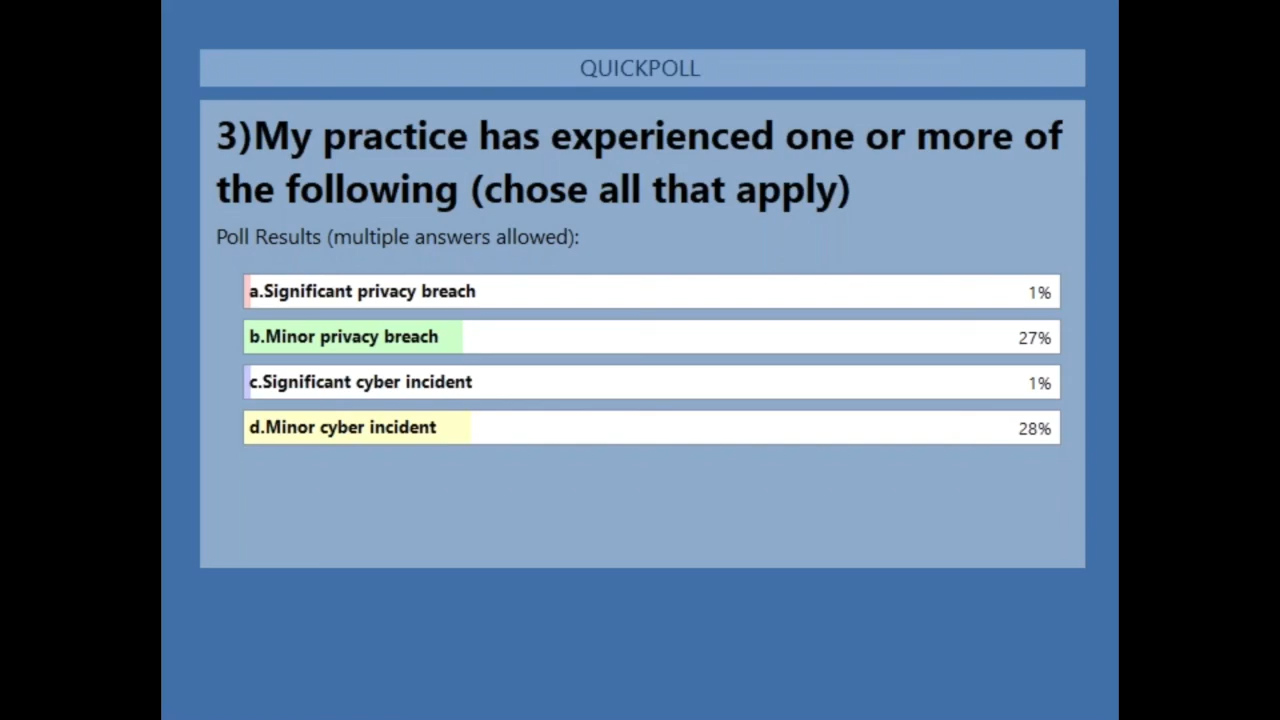 QUICKPOLL
3)My practice has experienced one or more of
the following (chose all that apply)
Poll Results (multiple answers allowed):
a.Significant privacy breach 1%
b.Minor privacy breach 27%
c.Significant cyber incident 1%
d.Minor cyber incident 28%